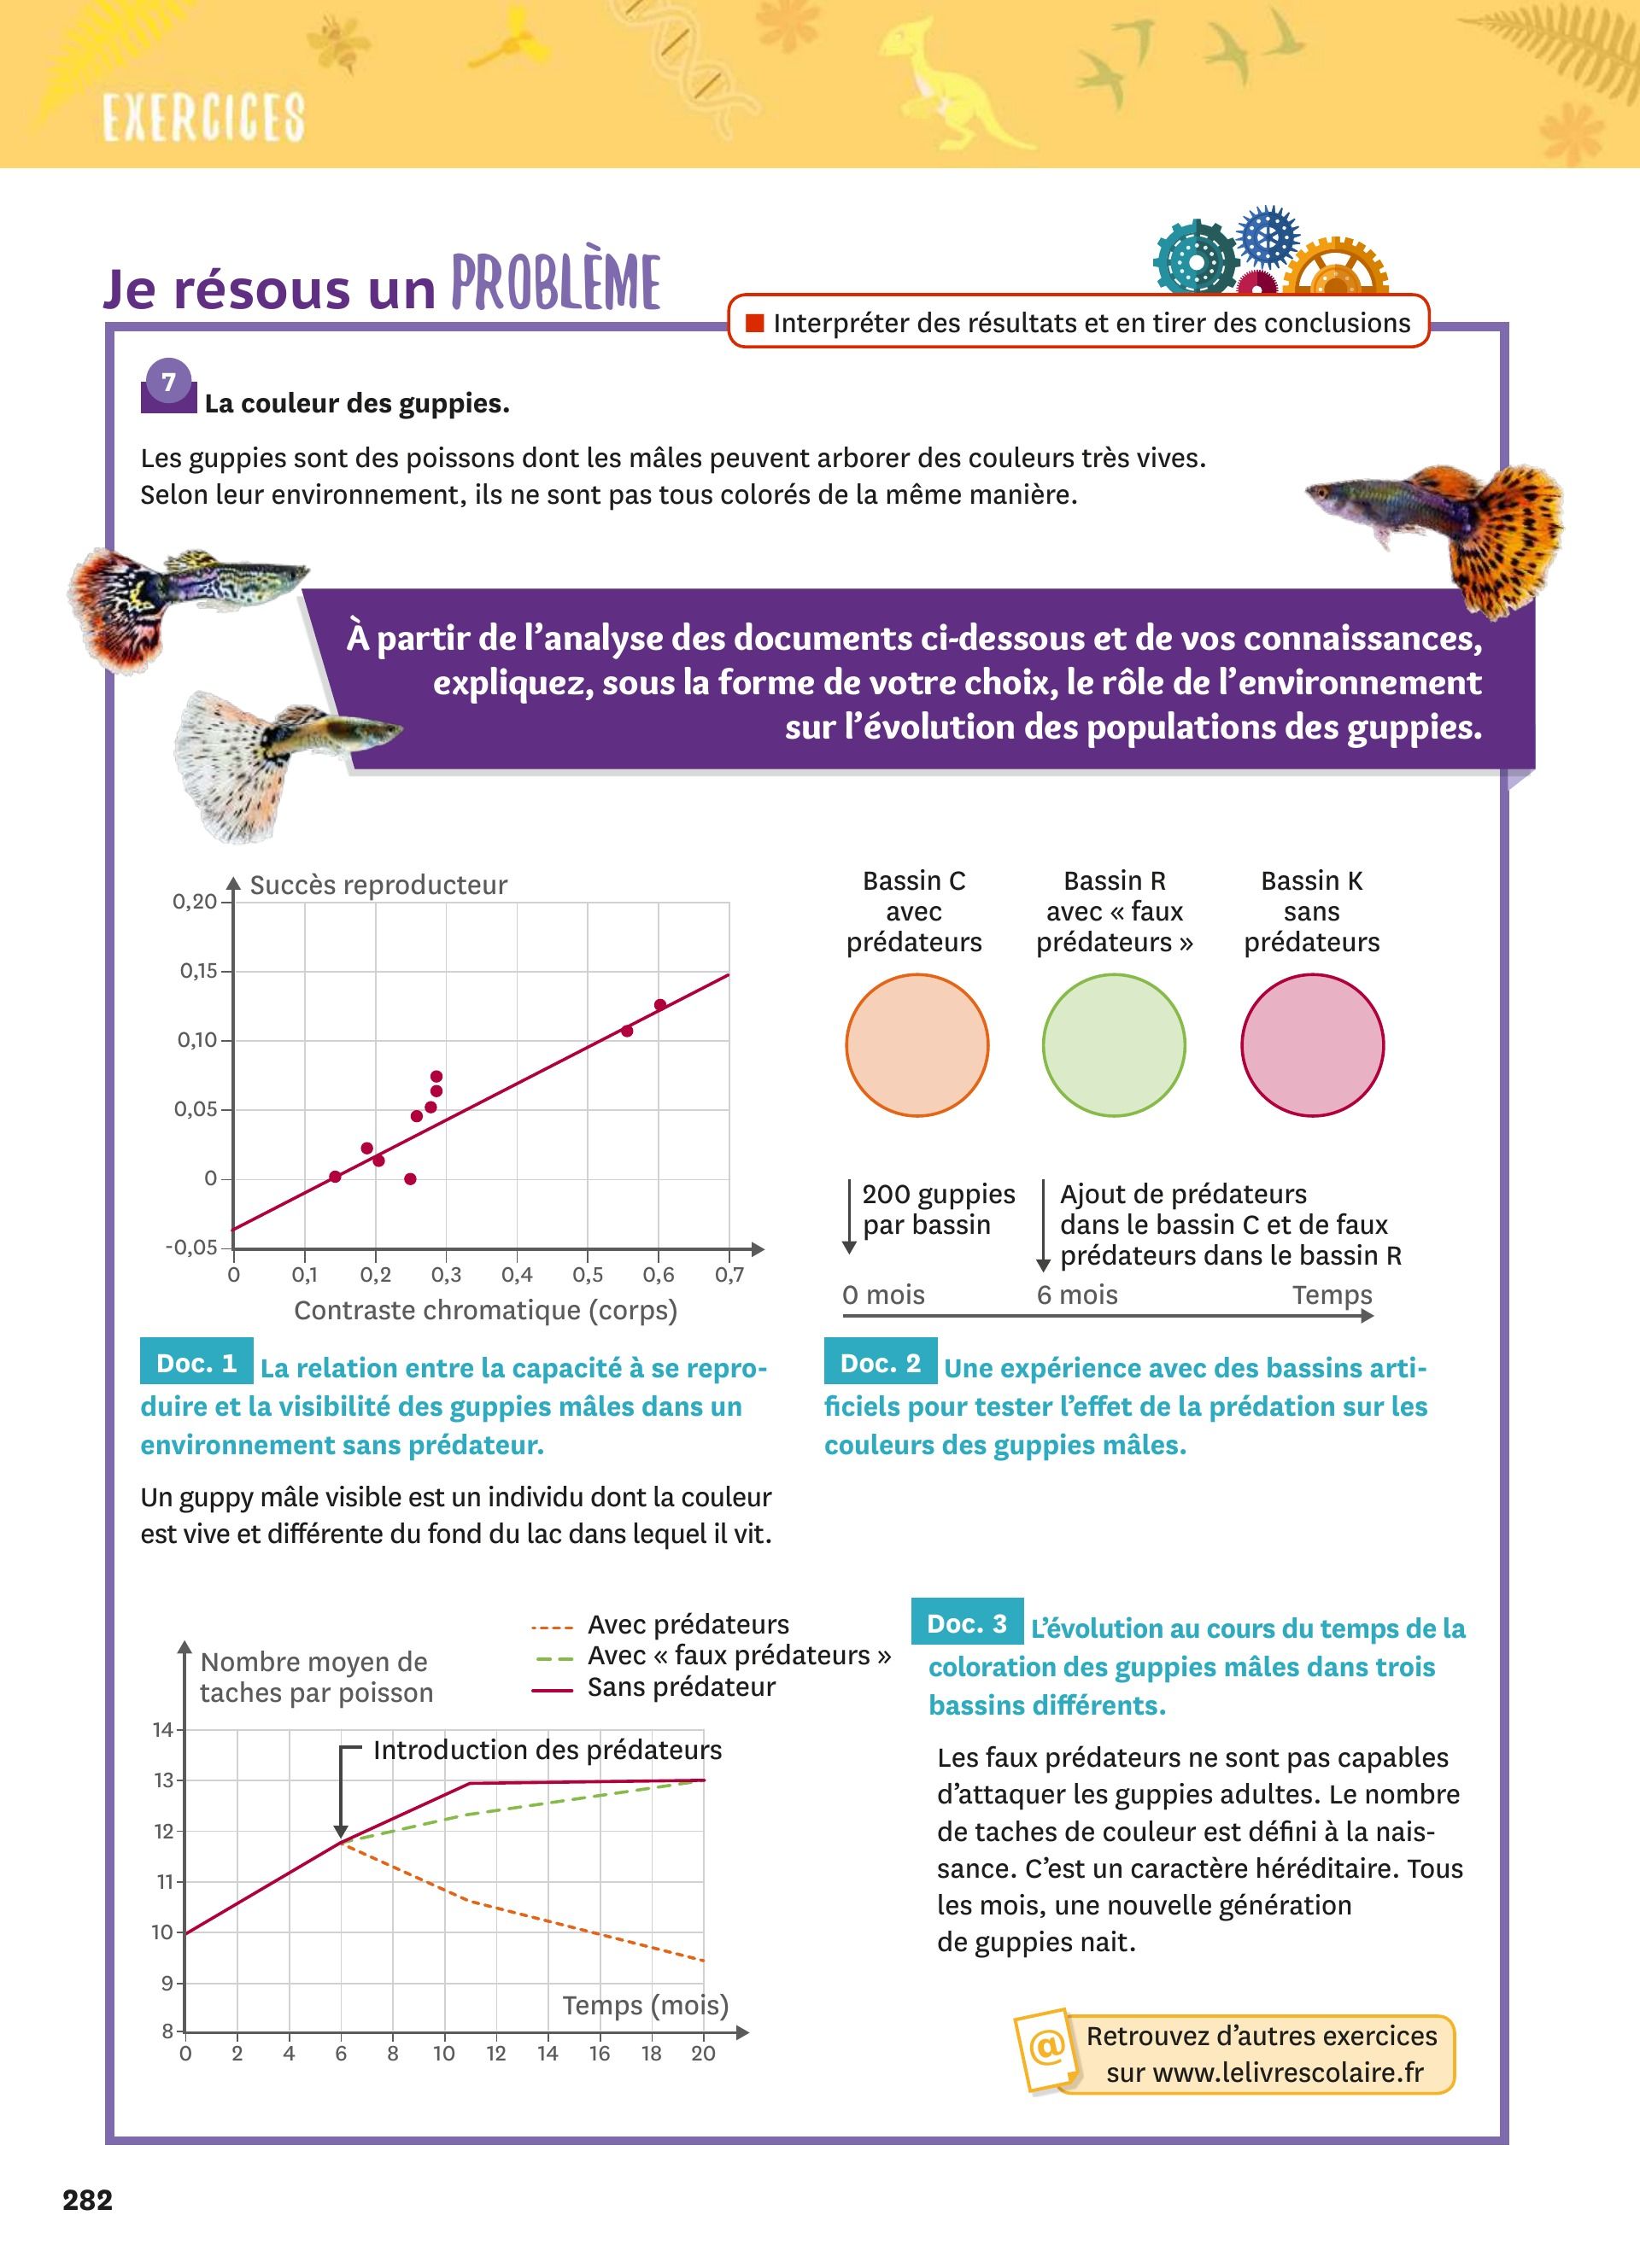 EXERCICES
Je résous un PROBLÈME
Interpréter des résultats et en tirer des conclusions
7
La couleur des guppies.
Les guppies sont des poissons dont les mâles peuvent arborer des couleurs très vives.
Selon leur environnement, ils ne sont pas tous colorés de la même manière.
À partir de l'analyse des documents ci-dessous et de vos connaissances,
expliquez, sous la forme de votre choix, le rôle de l'environnement
sur l'évolution des populations des guppies.
Succès reproducteur
0,20
0,15
0,10
0,05
0
-0,05
0 0,1 0,2 0,3 0,4 0,5 0,6 0,7
Contraste chromatique (corps)
Doc. 1 La relation entre la capacité à se repro-
duire et la visibilité des guppies mâles dans un
environnement sans prédateur.
Un guppy mâle visible est un individu dont la couleur
est vive et différente du fond du lac dans lequel il vit.
Bassin C
avec
prédateurs
Bassin R
avec « faux
prédateurs »
Bassin K
sans
prédateurs
200 guppies
par bassin
Ajout de prédateurs
dans le bassin C et de faux
prédateurs dans le bassin R
0 mois 6 mois Temps
Doc. 2 Une expérience avec des bassins arti-
ficiels pour tester l'effet de la prédation sur les
couleurs des guppies mâles.
Avec prédateurs
Avec « faux prédateurs »
Sans prédateur
Nombre moyen de
taches par poisson
Introduction des prédateurs
14
13
12
11
10
9
8
Temps (mois)
0 2 4 6 8 10 12 14 16 18 20
Doc. 3 L'évolution au cours du temps de la
coloration des guppies mâles dans trois
bassins différents.
Les faux prédateurs ne sont pas capables
d'attaquer les guppies adultes. Le nombre
de taches de couleur est défini à la nais-
sance. C'est un caractère héréditaire. Tous
les mois, une nouvelle génération
de guppies nait.
@
Retrouvez d'autres exercices
sur www.lelivrescolaire.fr
282